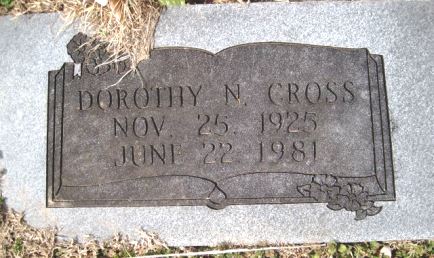 DOROTHY N. CROSS
NOV. 25. 1925
JUNE 22 1981